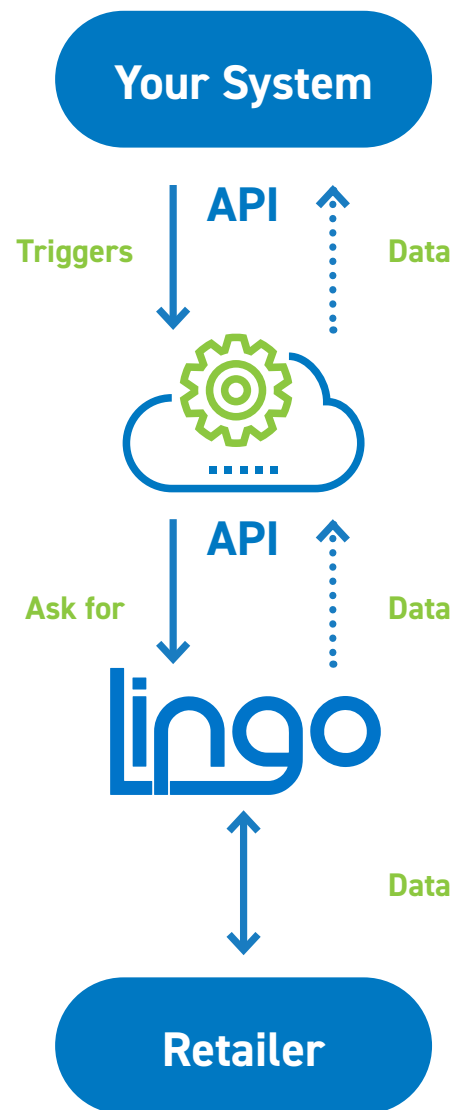 Your System
API
Triggers
Data
API
Ask for
Data
Lingo
Data
Retailer